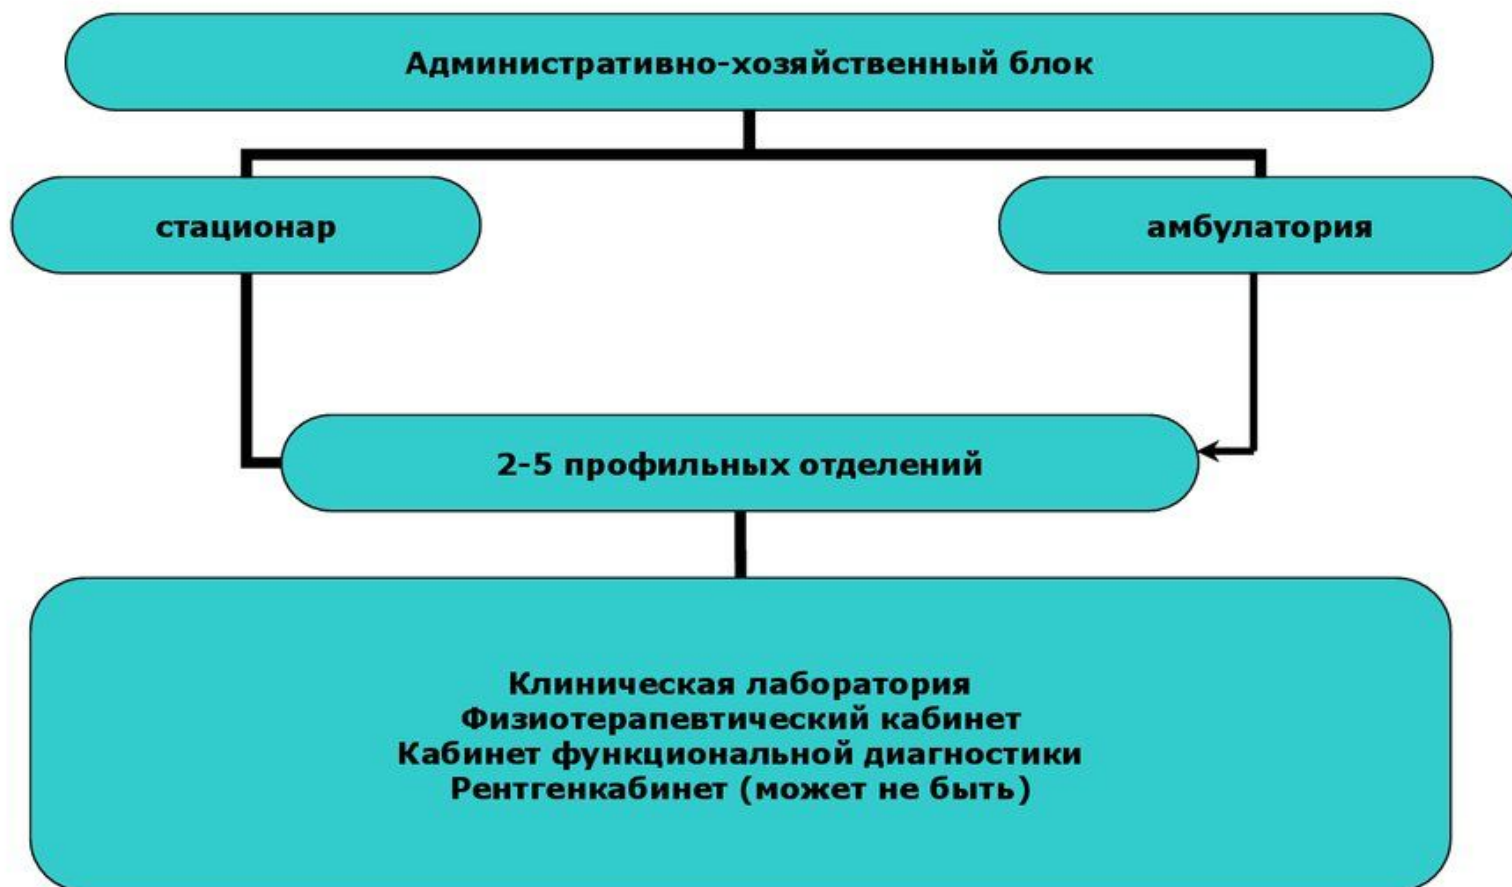 Административно-хозяйственный блок
стационар
амбулатория
2-5 профильных отделений
Клиническая лаборатория
Физиотерапевтический кабинет
Кабинет функциональной диагностики
Рентгенкабинет (может не быть)